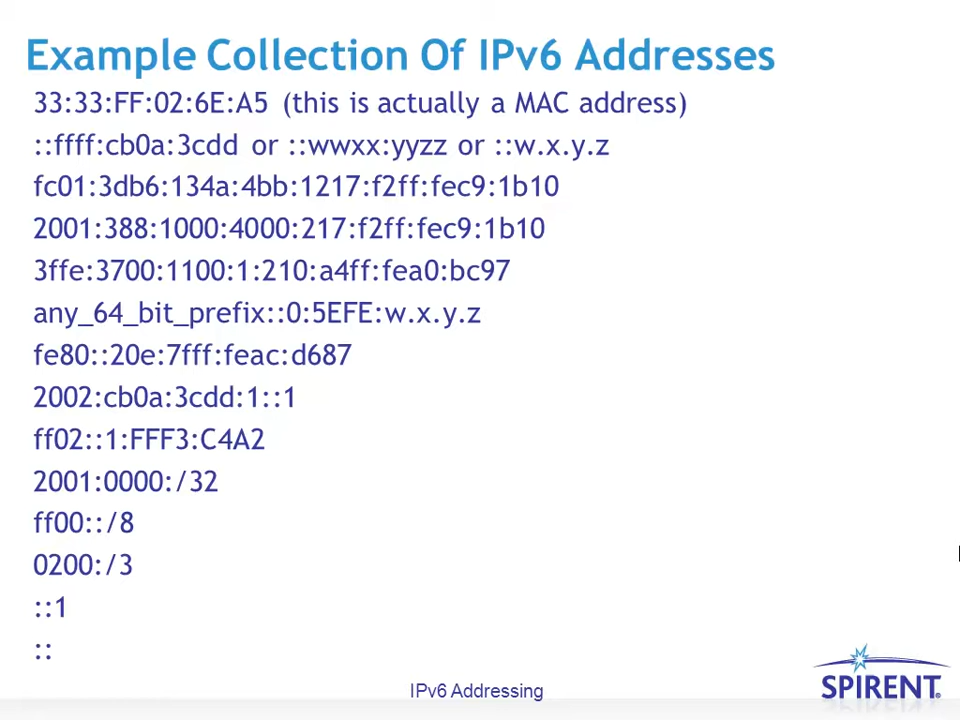 Example Collection Of IPv6 Addresses
33:33:FF:02:6E:A5 (this is actually a MAC address)
::ffff:cb0a:3cdd or ::wwxx:yyzz or ::w.x.y.z
fc01:3db6:134a:4bb:1217:f2ff:fec9:1b10
2001:388:1000:4000:217:f2ff:fec9:1b10
3ffe:3700:1100:1:210:a4ff:fea0:bc97
any_64_bit_prefix::0:5EFE:w.x.y.z
fe80::20e:7fff:feac:d687
2002:cb0a:3cdd:1::1
ff02::1:FFF3:C4A2
2001:0000:/32
ff00::/8
0200:/3
::1
::
IPv6 Addressing
SPIRENT®